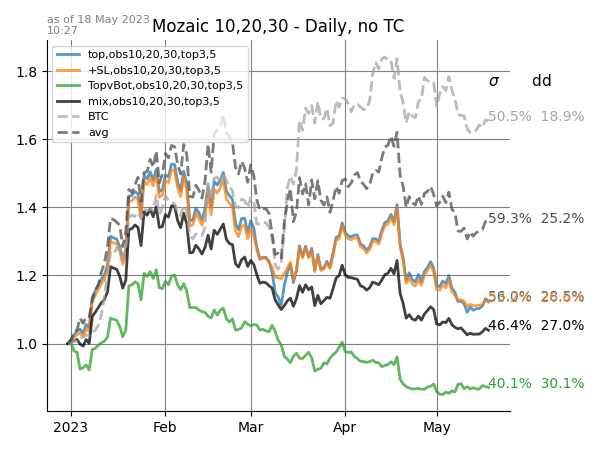 as of 18 May 2023
10:27
Mozaic 10,20,30 - Daily, no TC
top,obs10,20,30,top3,5
+SL,obs10,20,30,top3,5
TopvBot,obs10,20,30,top3,5
mix,obs10,20,30,top3,5
BTC
avg
σ dd
50.5% 18.9%
59.3% 25.2%
46.4% 27.0%
40.1% 30.1%
1.8
1.6
1.4
1.2
1.0
2023 Feb Mar Apr May